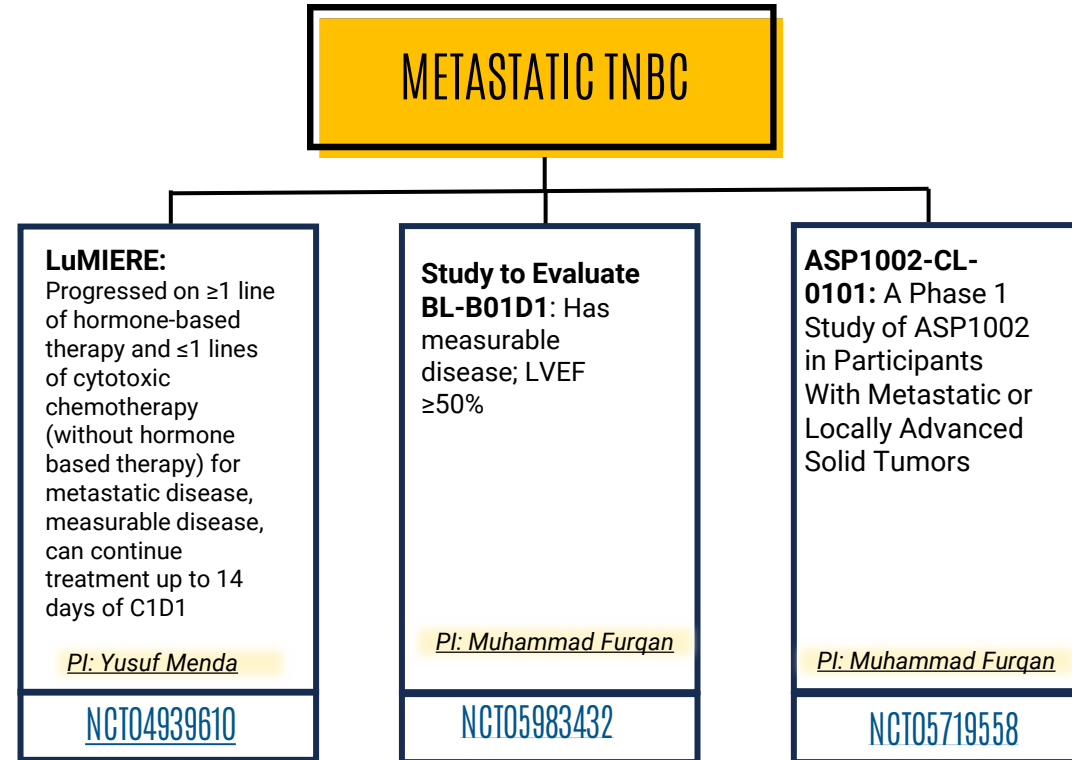 METASTATIC TNBC
LuMIERE:
Progressed on ≥1 line
of hormone-based
therapy and ≤1 lines
of cytotoxic
chemotherapy
(without hormone
based therapy) for
metastatic disease,
measurable disease,
can continue
treatment up to 14
days of C1D1
PI: Yusuf Menda
NCT04939610
Study to Evaluate
BL-B01D1: Has
measurable
disease; LVEF
≥50%
PI: Muhammad Furqan
NCT05983432
ASP1002-CL-
0101: A Phase 1
Study of ASP1002
in Participants
With Metastatic or
Locally Advanced
Solid Tumors
PI: Muhammad Furqan
NCT05719558